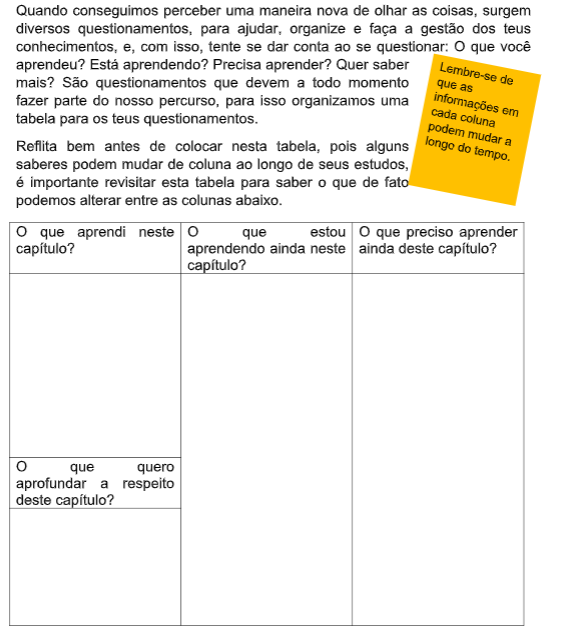 Quando conseguimos perceber uma maneira nova de olhar as coisas, surgem
diversos questionamentos, para ajudar, organize e faça a gestão dos teus
conhecimentos, e, com isso, tente se dar conta ao se questionar: O que você
aprendeu? Está aprendendo? Precisa aprender? Quer saber
mais? São questionamentos que devem a todo momento
fazer parte do nosso percurso, para isso organizamos uma
tabela para os teus questionamentos.
Lembre-se de
que as
informações em
cada coluna
podem mudar a
longo do tempo.
Reflita bem antes de colocar nesta tabela, pois alguns
saberes podem mudar de coluna ao longo de seus estudos,
é importante revisitar esta tabela para saber o que de fato
podemos alterar entre as colunas abaixo.
O que aprendi neste
capítulo?
O que estou
aprendendo ainda neste
capítulo?
O que preciso aprender
ainda deste capítulo?
O que quero
aprofundar a respeito
deste capítulo?